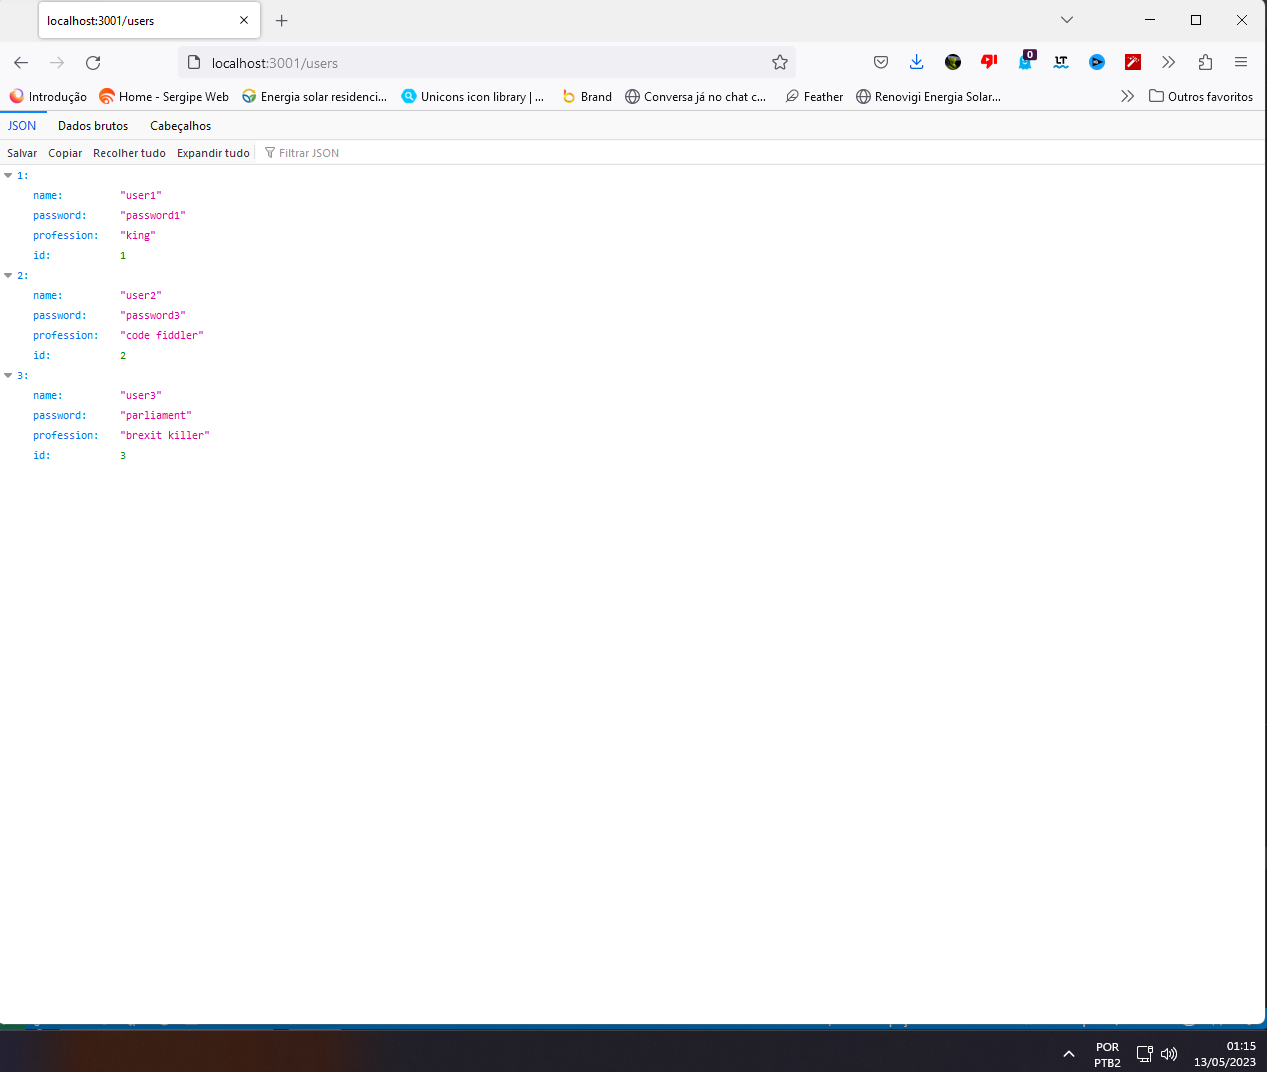 localhost:3001/users
localhost:3001/users
0
LT
Introdução Home - Sergipe Web Energia solar residenci... Unicons icon library | ... Brand Conversa já no chat c... Feather Renovigi Energia Solar... Outros favoritos
JSON Dados brutos Cabeçalhos
Salvar Copiar Recolher tudo Expandir tudo Filtrar JSON
1:
name: "user1"
password: "password1"
profession: "king"
id: 1
2:
name: "user2"
password: "password3"
profession: "code fiddler"
id: 2
3:
name: "user3"
password: "parliament"
profession: "brexit killer"
id: 3
POR 01:15
PTB2 13/05/2023